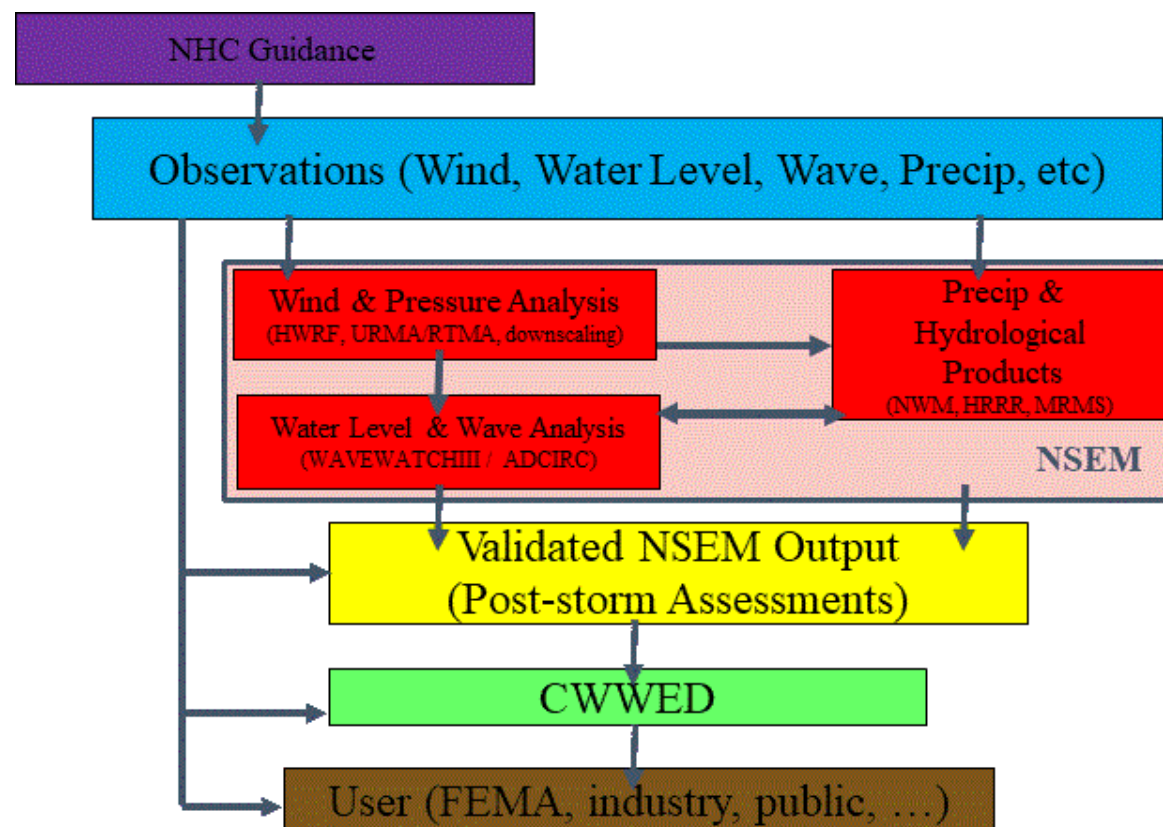 NHC Guidance
Observations (Wind, Water Level, Wave, Precip, etc)
Wind & Pressure Analysis
(HWRF, URMA/RTMA, downscaling)
Precip &
Hydrological
Products
(NWM, HRRR, MRMS)
Water Level & Wave Analysis
(WAVEWATCHIII / ADCIRC)
NSEM
Validated NSEM Output
(Post-storm Assessments)
CWWED
User (FEMA, industry, public, …)